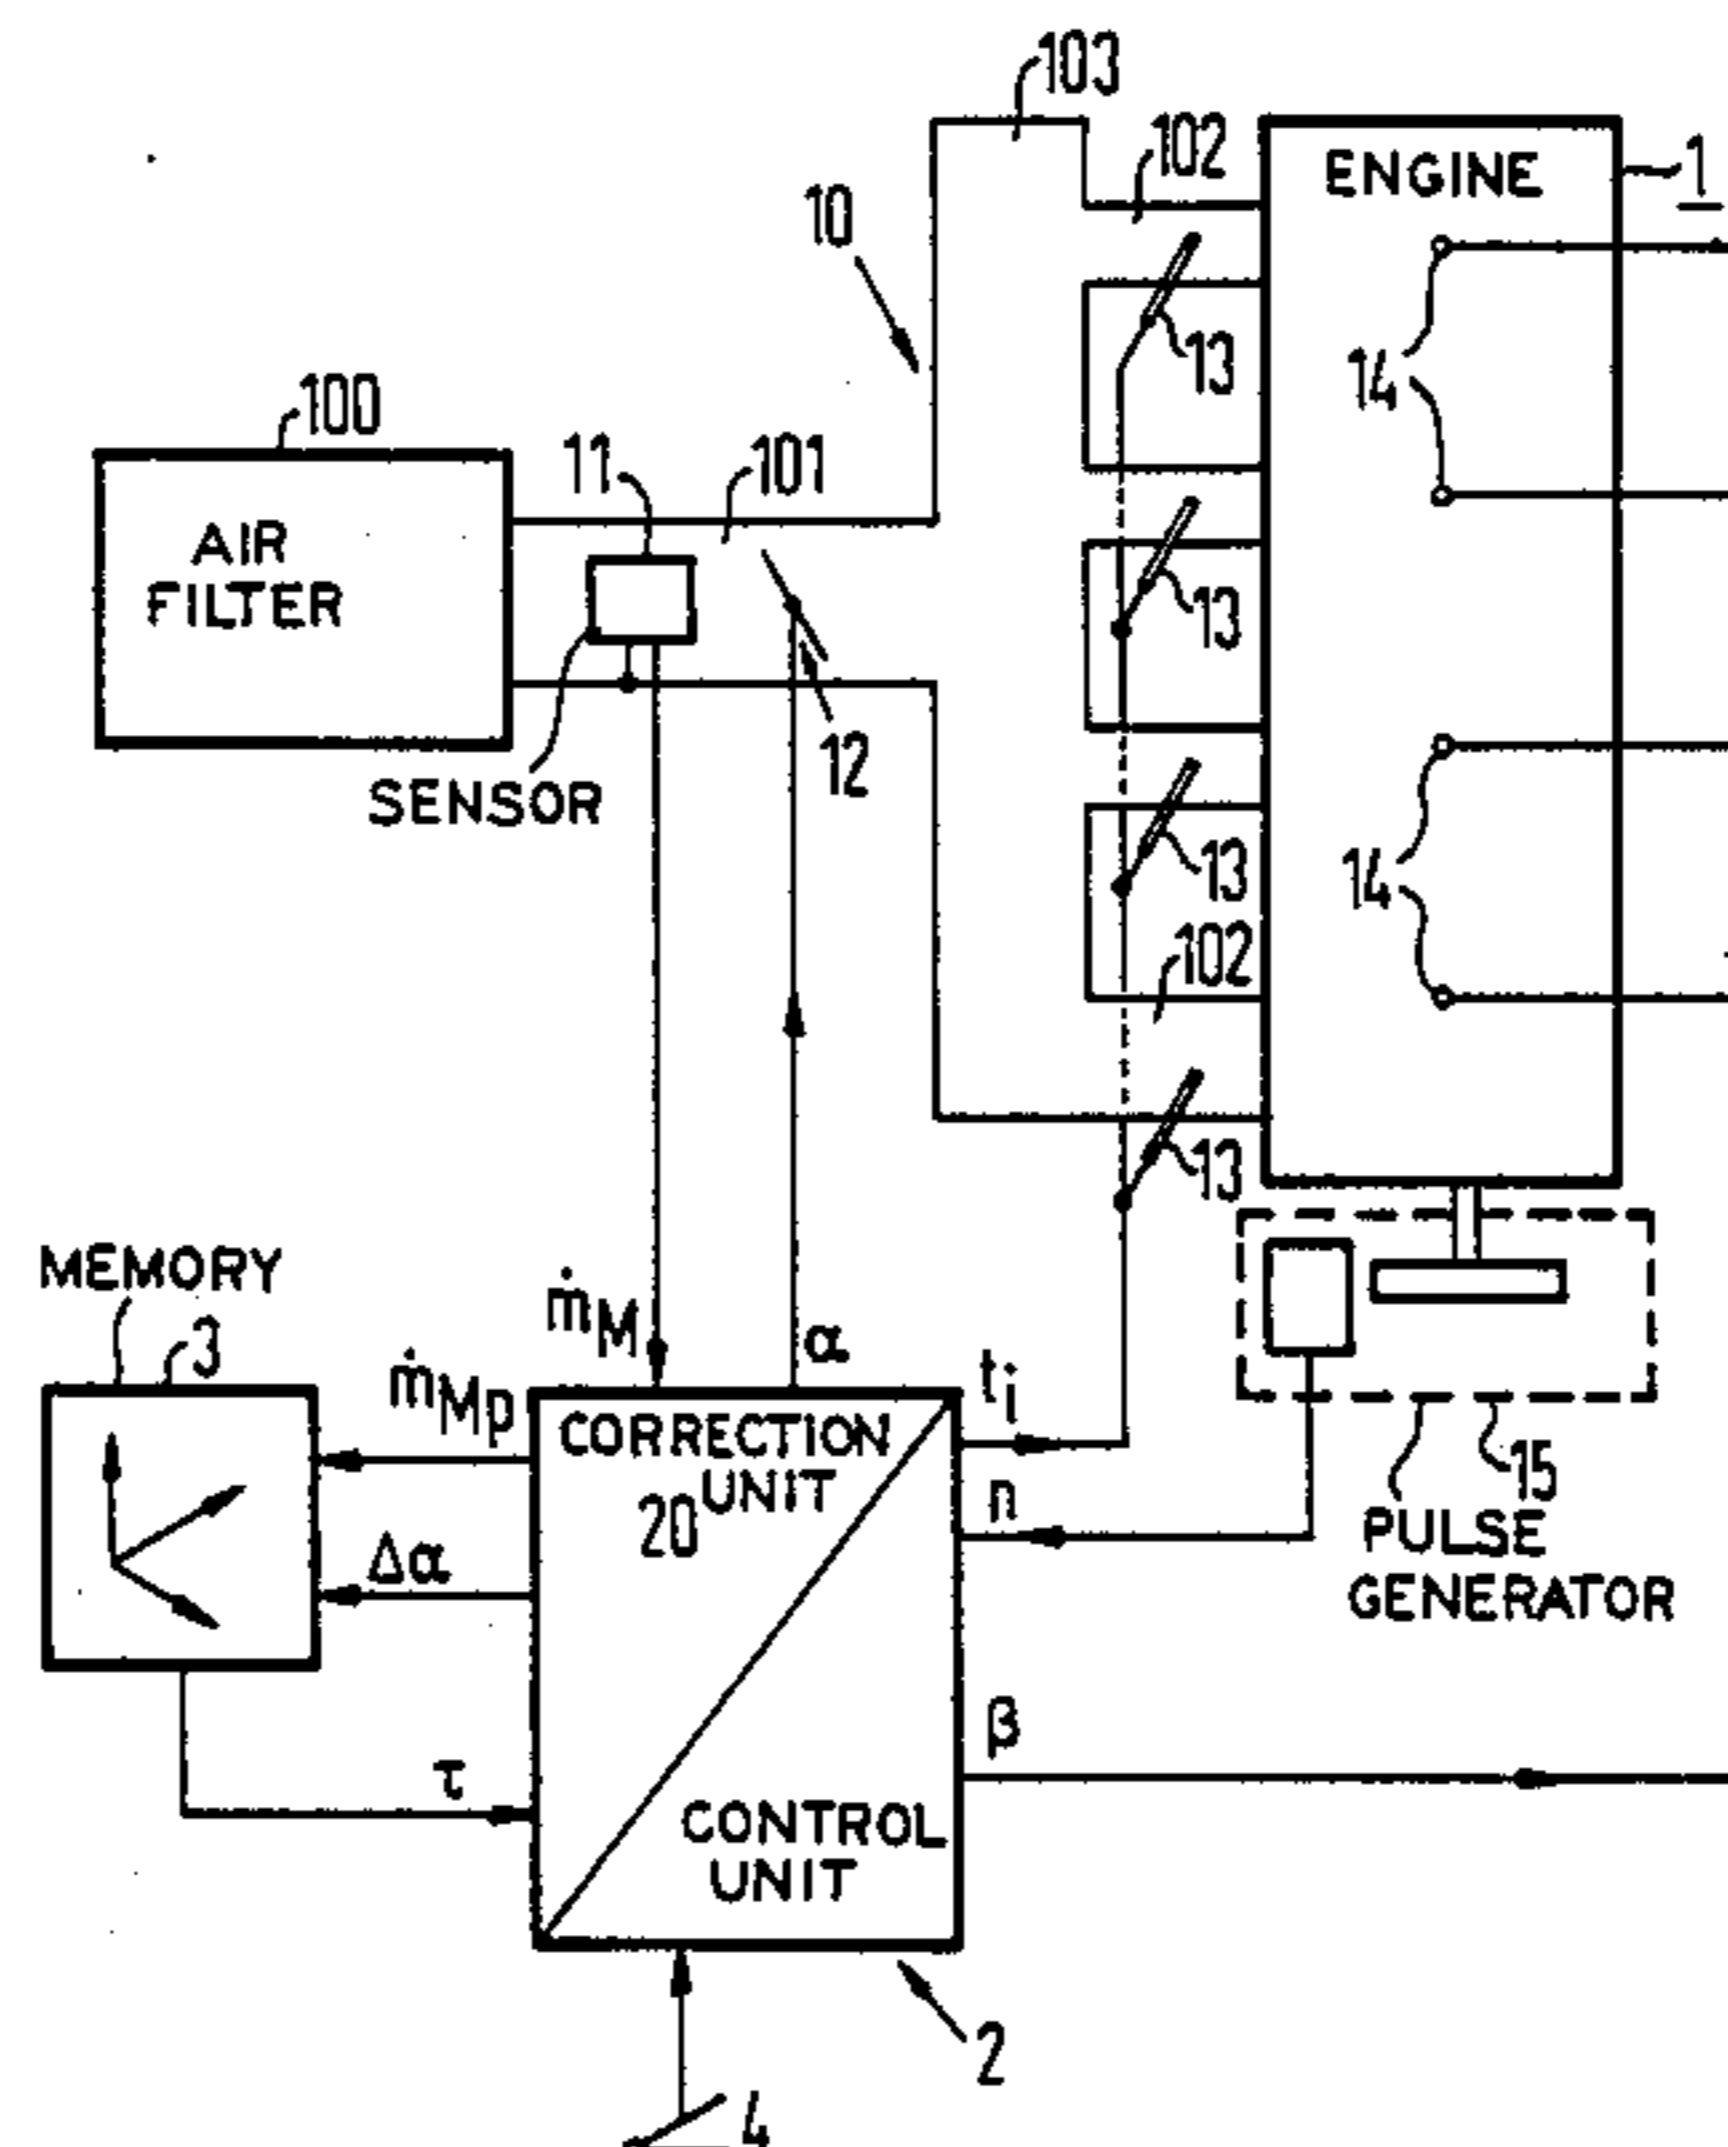 103
102
ENGINE
1
10
13
14
100
11
101
AIR
FILTER
13
12
SENSOR
13
14
102
13
MEMORY
3
ṁM
α
ṁMp
ti
CORRECTION
UNIT
20
n
15
Δα
PULSE
GENERATOR
β
τ
CONTROL
UNIT
2
4